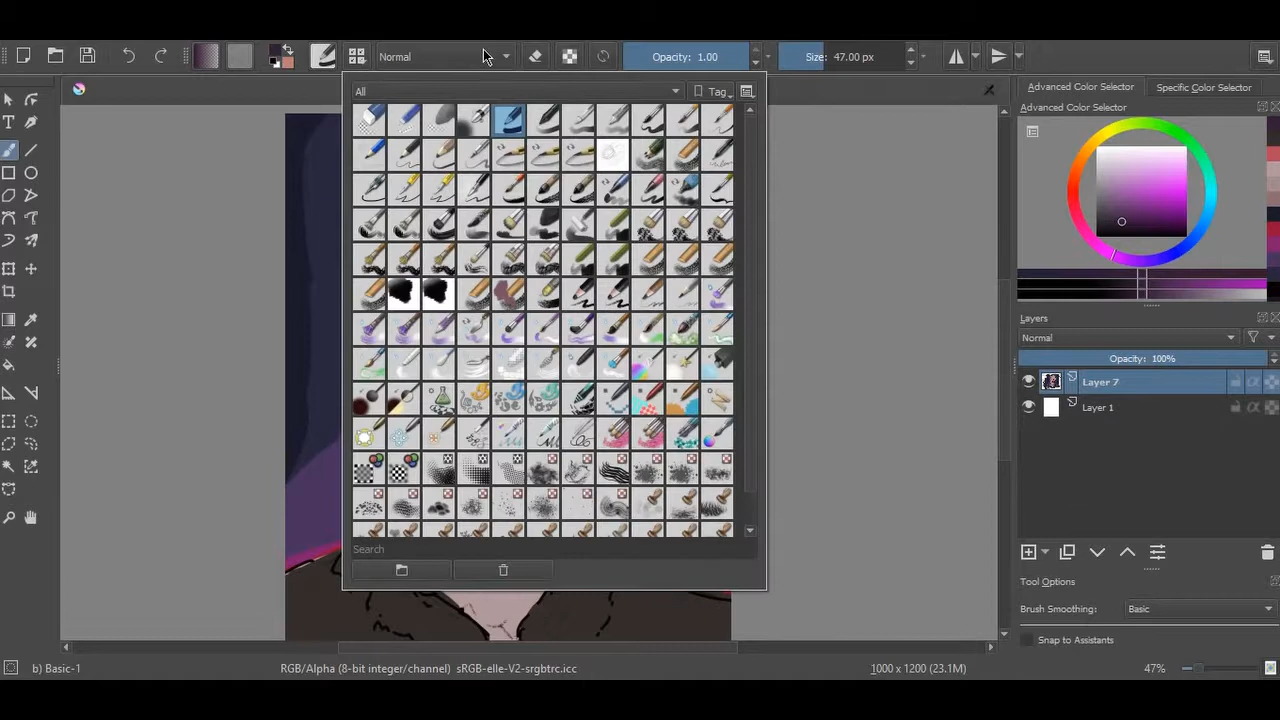 Normal
Opacity: 1.00
Size: 47.00 px
All
Tag
Search
Advanced Color Selector
Specific Color Selector
Advanced Color Selector
Layers
Normal
Opacity: 100%
Layer 7
Layer 1
Tool Options
Brush Smoothing:
Basic
Snap to Assistants
b) Basic-1
RGB/Alpha (8-bit integer/channel) sRGB-elle-V2-srgbtrc.icc
1000 x 1200 (23.1M)
47%